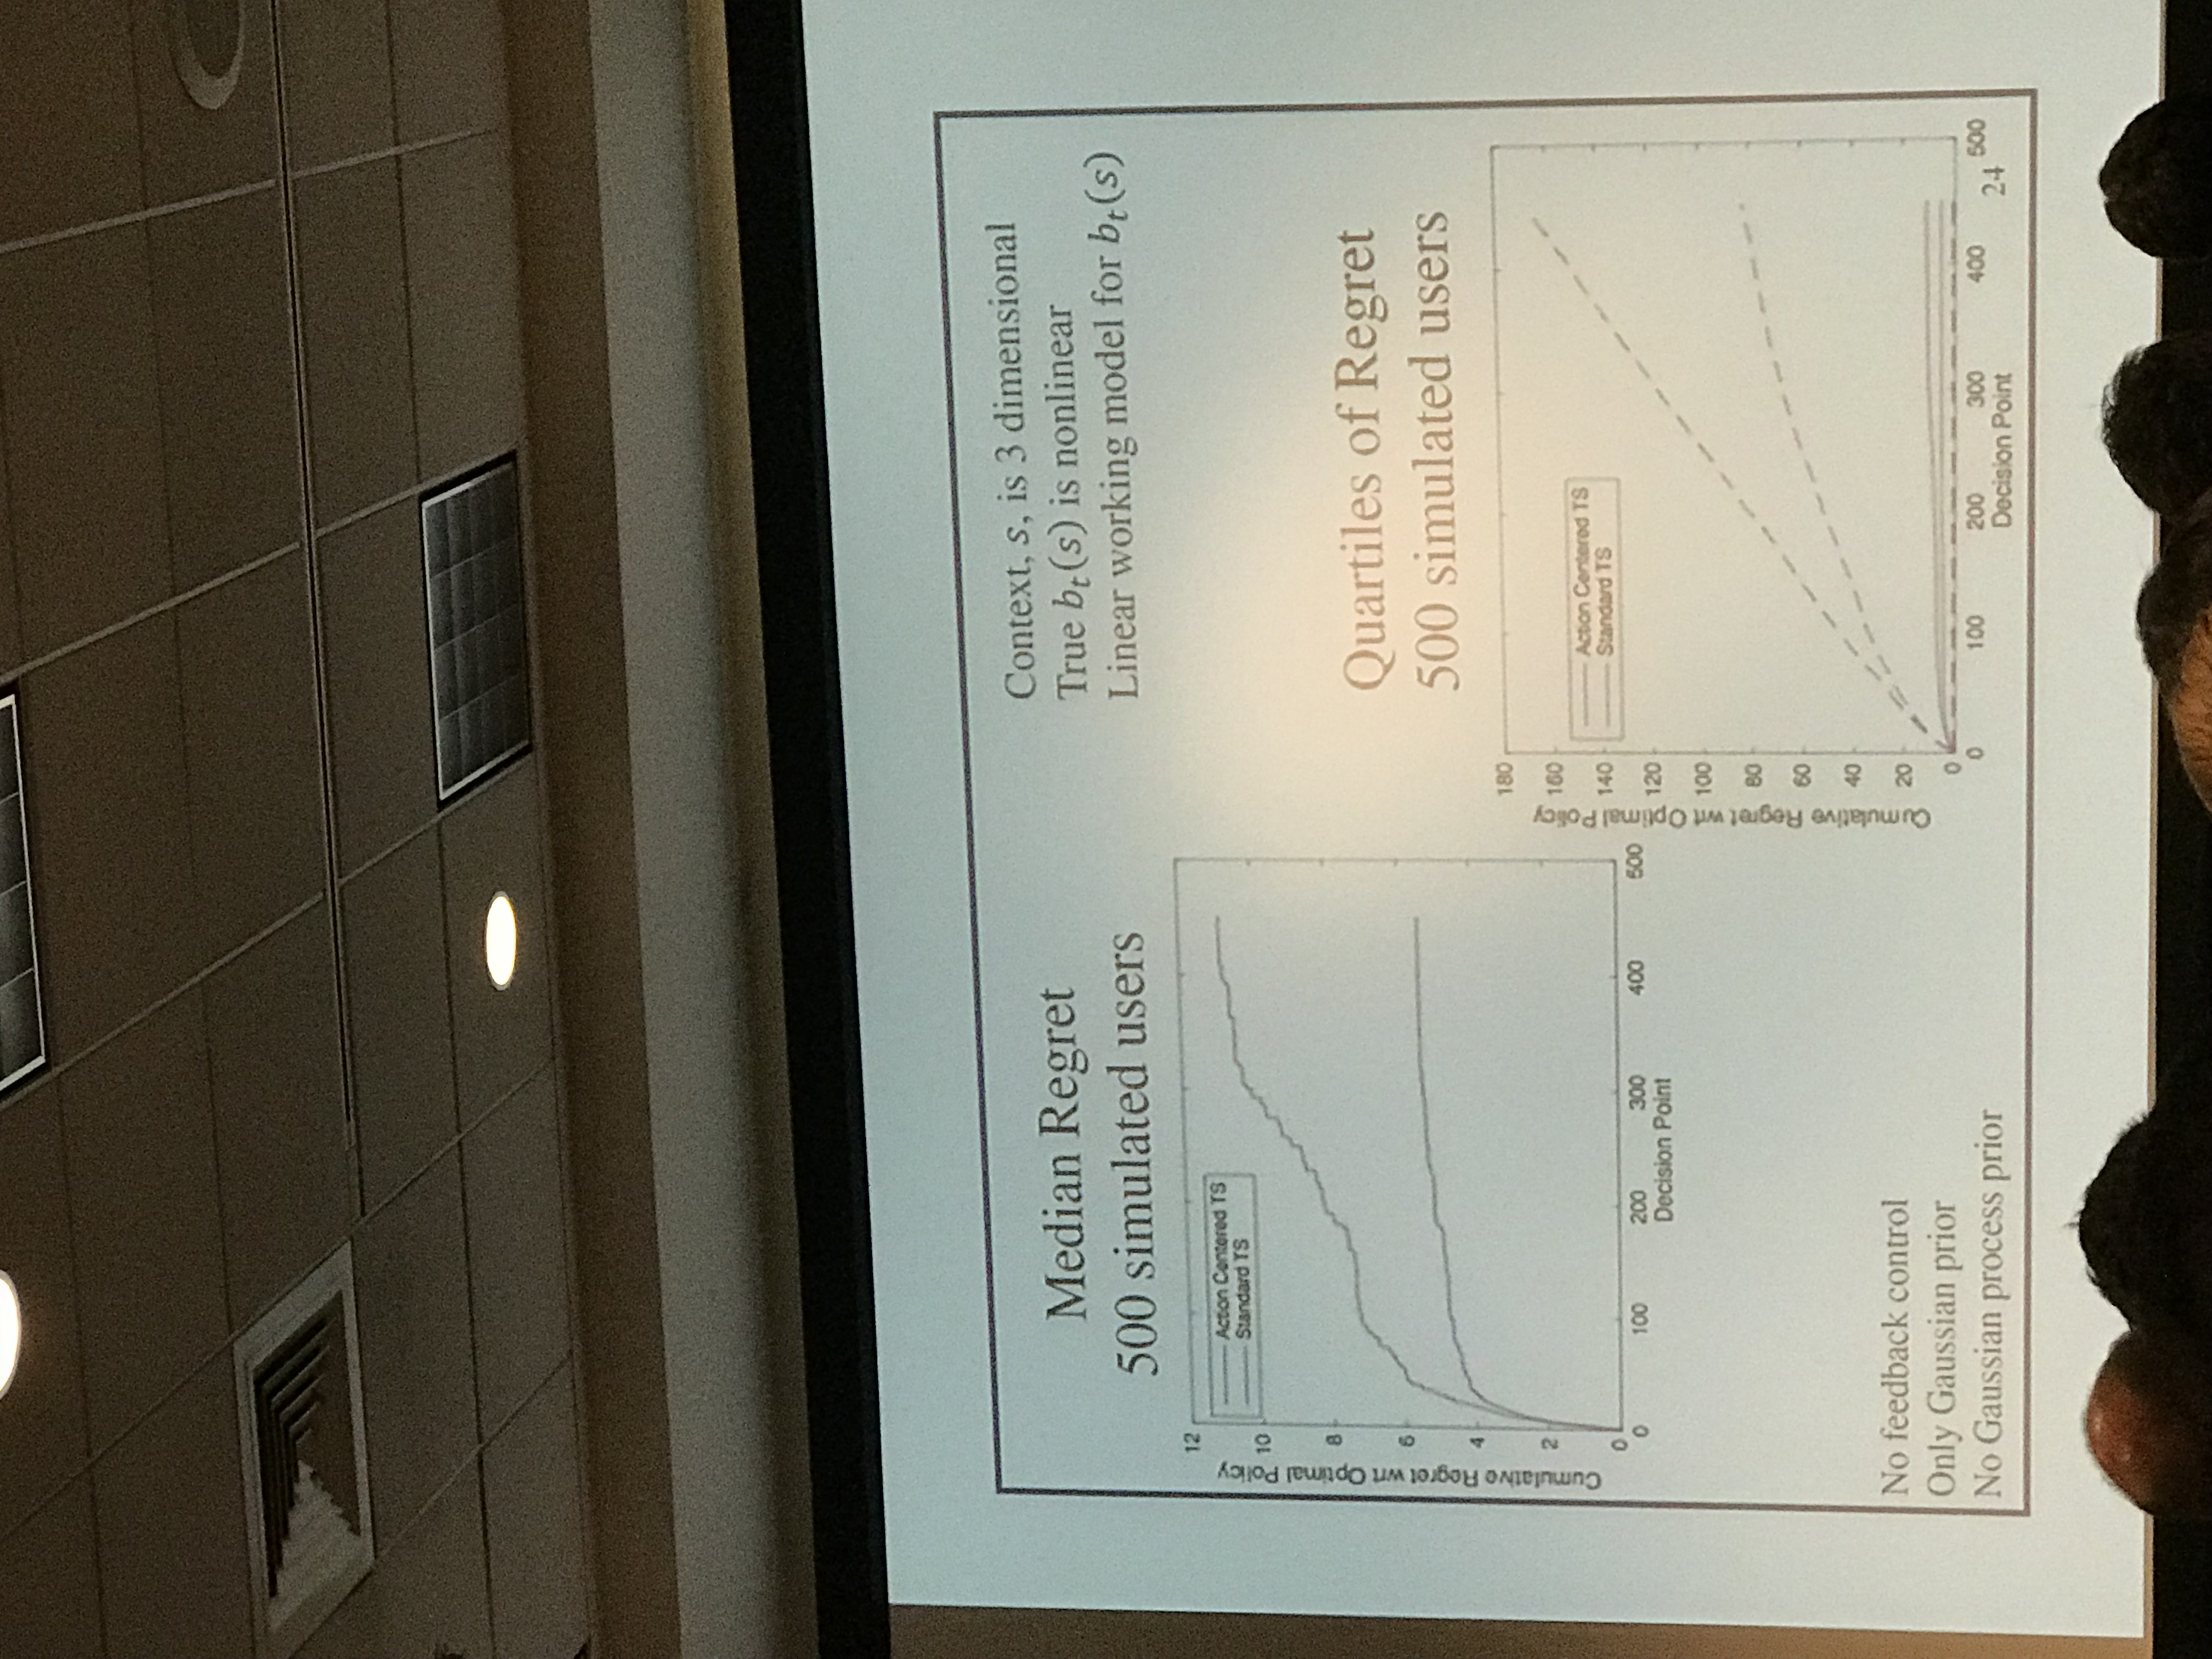 Median Regret
500 simulated users
Context, s, is 3 dimensional
True bₜ(s) is nonlinear
Linear working model for bₜ(s)
Cumulative Regret wrt Optimal Policy
12
10
8
6
4
2
0
Action Centered TS
Standard TS
0 100 200 300 400 500
Decision Point
Quartiles of Regret
500 simulated users
Cumulative Regret wrt Optimal Policy
180
160
140
120
100
80
60
40
20
0
Action Centered TS
Standard TS
0 100 200 300 400 500
Decision Point
No feedback control
Only Gaussian prior
No Gaussian process prior
24